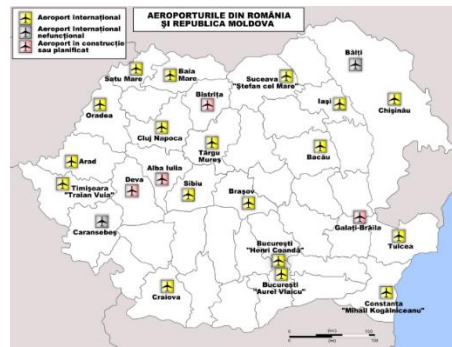 Aeroport internațional
Aeroport Internațional
nefuncțional
Aeroport în construcție
sau planificat
AEROPORTURILE DIN ROMÂNIA
ȘI REPUBLICA MOLDOVA
Bălți
Satu Mare
Baia
Mare
Suceava
"Ștefan cel Mare"
Bistrița
Iași
Chișinău
Oradea
Cluj Napoca
Târgu
Mureș
Bacău
Arad
Alba Iulia
Deva
Timișoara
"Traian Vuia"
Sibiu
Brașov
Caransebeș
Galați-Brăila
Tulcea
București
"Henri Coandă"
București
"Aurel Vlaicu"
Craiova
Constanța
"Mihail Kogălniceanu"